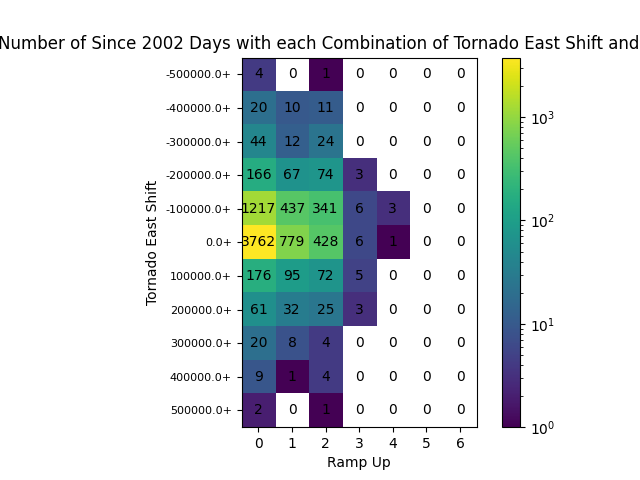 Number of Since 2002 Days with each Combination of Tornado East Shift and
-500000.0+ 4 0 1 0 0 0 0
-400000.0+ 20 10 11 0 0 0 0
-300000.0+ 44 12 24 0 0 0 0
-200000.0+ 166 67 74 3 0 0 0
-100000.0+ 1217 437 341 6 3 0 0
0.0+ 3762 779 428 6 1 0 0
100000.0+ 176 95 72 5 0 0 0
200000.0+ 61 32 25 3 0 0 0
300000.0+ 20 8 4 0 0 0 0
400000.0+ 9 1 4 0 0 0 0
500000.0+ 2 0 1 0 0 0 0
0 1 2 3 4 5 6
Ramp Up
Tornado East Shift
10³
10²
10¹
10⁰